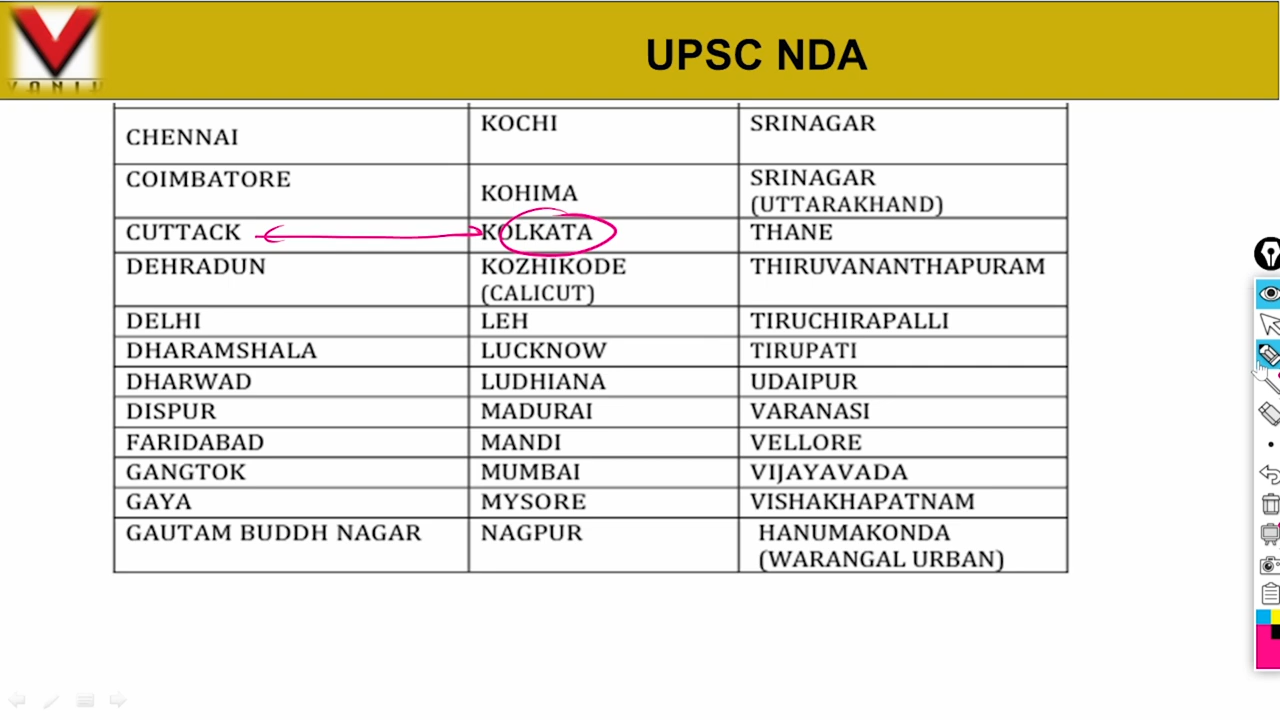 VANIJ
UPSC NDA
CHENNAI KOCHI SRINAGAR
COIMBATORE KOHIMA SRINAGAR
(UTTARAKHAND)
CUTTACK KOLKATA THANE
DEHRADUN KOZHIKODE THIRUVANANTHAPURAM
(CALICUT)
DELHI LEH TIRUCHIRAPALLI
DHARAMSHALA LUCKNOW TIRUPATI
DHARWAD LUDHIANA UDAIPUR
DISPUR MADURAI VARANASI
FARIDABAD MANDI VELLORE
GANGTOK MUMBAI VIJAYAVADA
GAYA MYSORE VISHAKHAPATNAM
GAUTAM BUDDH NAGAR NAGPUR HANUMAKONDA
(WARANGAL URBAN)